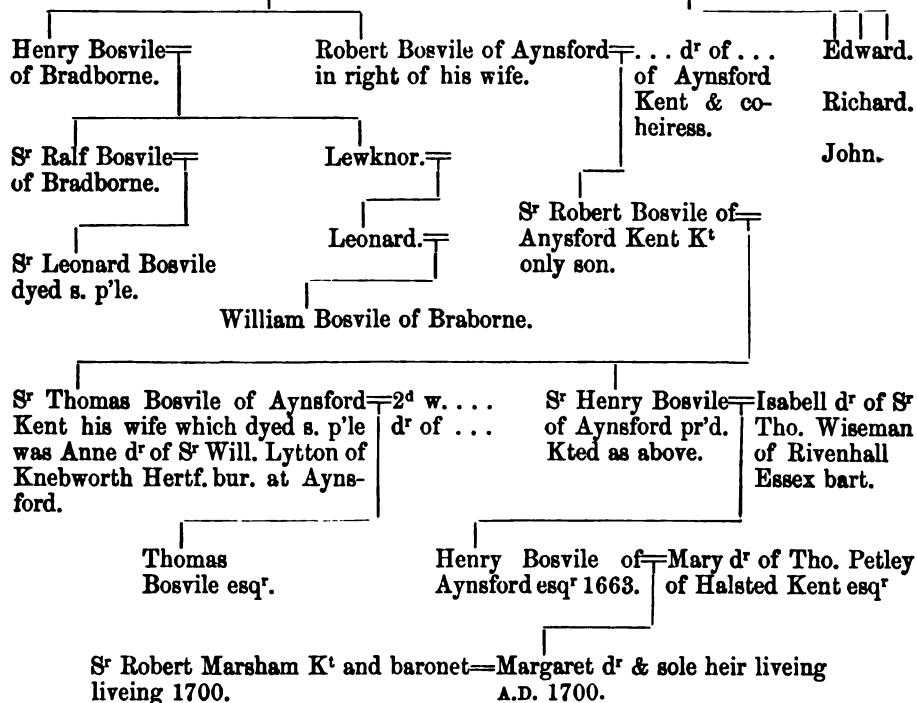 Henry Bosvile
of Bradborne.
Robert Bosvile of Aynsford
in right of his wife.
... dʳ of ...
of Aynsford
Kent & co-
heiress.
Edward.
Richard.
John.
Sʳ Ralf Bosvile
of Bradborne.
Lewknor.
Sʳ Leonard Bosvile
dyed s. p'le.
Leonard.
Sʳ Robert Bosvile of
Anysford Kent Kᵗ
only son.
William Bosvile of Braborne.
Sʳ Thomas Bosvile of Aynsford
Kent his wife which dyed s. p'le
was Anne dʳ of Sʳ Will. Lytton of
Knebworth Hertf. bur. at Ayns-
ford.
2ᵈ w. ....
dʳ of ...
Sʳ Henry Bosvile
of Aynsford pr'd.
Kted as above.
Isabell dʳ of Sʳ
Tho. Wiseman
of Rivenhall
Essex bart.
Thomas
Bosvile esqʳ.
Henry Bosvile of
Aynsford esqʳ 1663.
Mary dʳ of Tho. Petley
of Halsted Kent esqʳ
Sʳ Robert Marsham Kᵗ and baronet
liveing 1700.
Margaret dʳ & sole heir liveing
A.D. 1700.